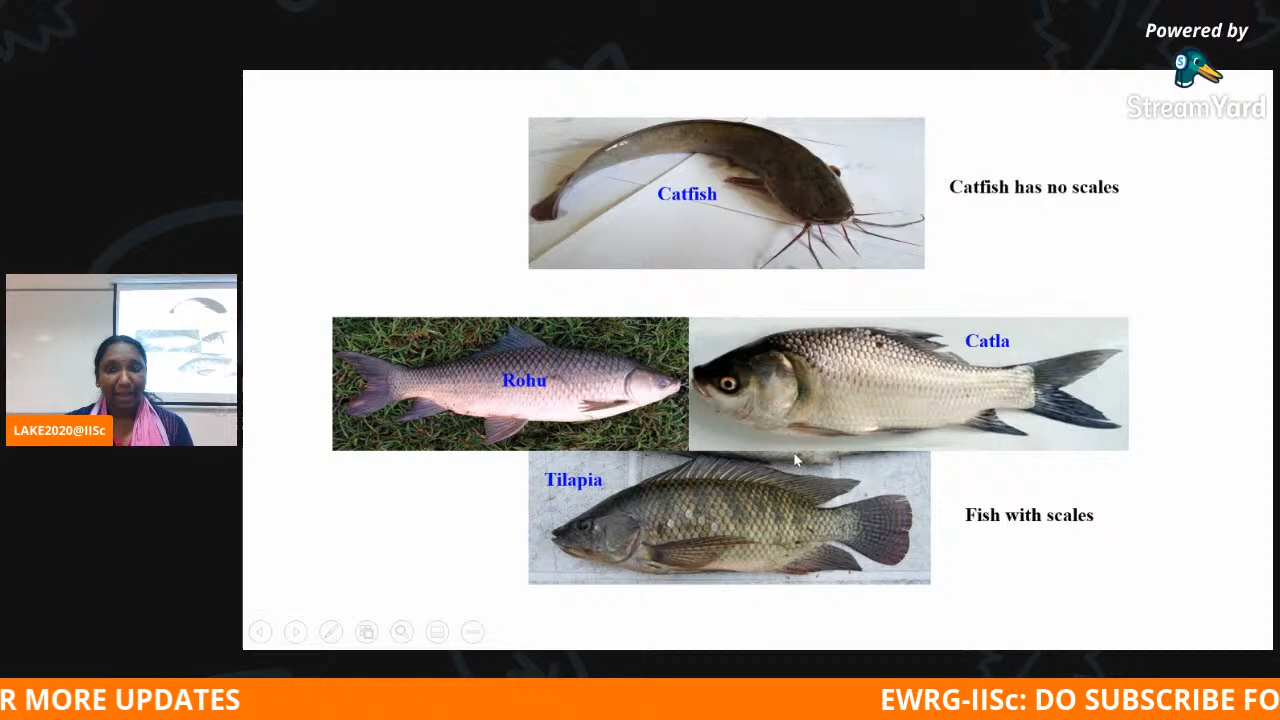 Powered by
StreamYard
Catfish
Catfish has no scales
Rohu
Catla
Tilapia
Fish with scales
LAKE2020@IISc
R MORE UPDATES
EWRG-IISc: DO SUBSCRIBE FO